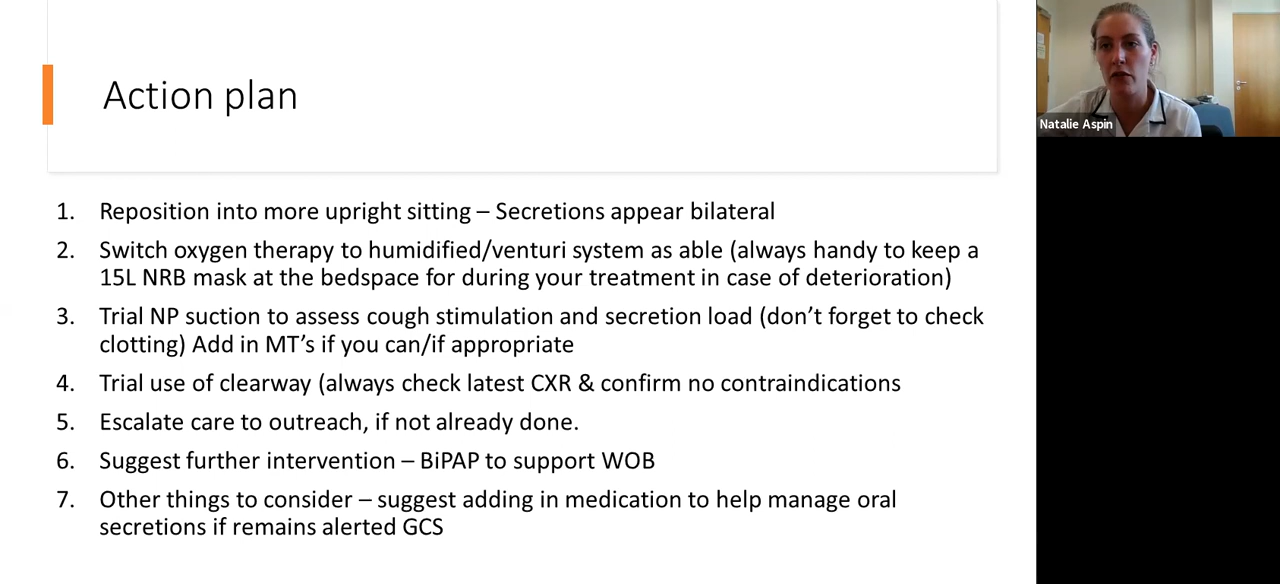 Action plan
Natalie Aspin
1. Reposition into more upright sitting – Secretions appear bilateral
2. Switch oxygen therapy to humidified/venturi system as able (always handy to keep a
15L NRB mask at the bedspace for during your treatment in case of deterioration)
3. Trial NP suction to assess cough stimulation and secretion load (don’t forget to check
clotting) Add in MT’s if you can/if appropriate
4. Trial use of clearway (always check latest CXR & confirm no contraindications
5. Escalate care to outreach, if not already done.
6. Suggest further intervention – BiPAP to support WOB
7. Other things to consider – suggest adding in medication to help manage oral
secretions if remains alerted GCS